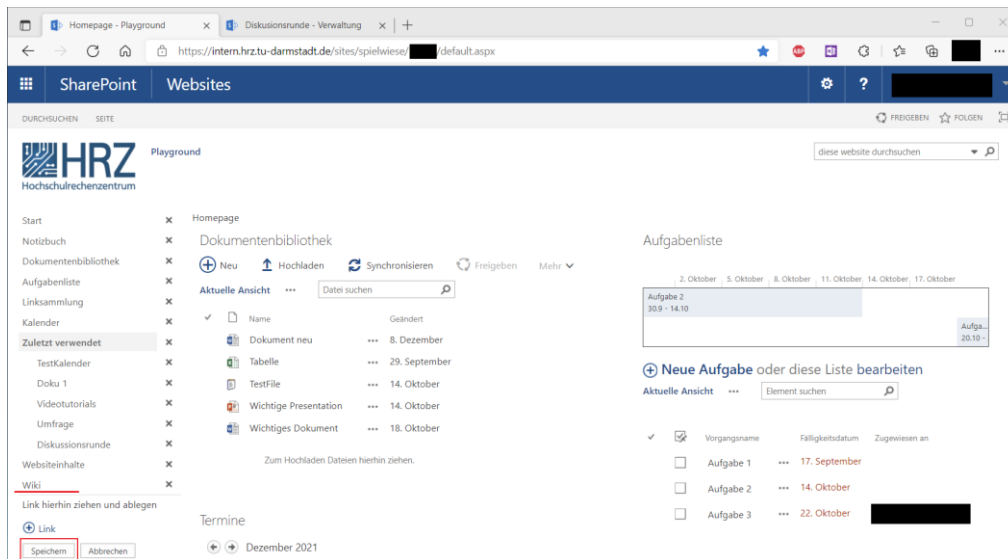 Homepage - Playground
Diskusionsrunde - Verwaltung
https://intern.hrz.tu-darmstadt.de/sites/spielwiese/ /default.aspx
ABP
SharePoint Websites
?
DURCHSUCHEN SEITE
FREIGEBEN FOLGEN
HRZ
Hochschulrechenzentrum
Playground
diese website durchsuchen
Start
Notizbuch
Dokumentenbibliothek
Aufgabenliste
Linksammlung
Kalender
Zuletzt verwendet
TestKalender
Doku 1
Videotutorials
Umfrage
Diskussionsrunde
Websiteinhalte
Wiki
Link hierhin ziehen und ablegen
Link
Speichern Abbrechen
Homepage
Dokumentenbibliothek
Neu Hochladen Synchronisieren Freigeben Mehr
Aktuelle Ansicht ... Datei suchen
Name Geändert
Dokument neu ... 8. Dezember
Tabelle ... 29. September
TestFile ... 14. Oktober
Wichtige Presentation ... 14. Oktober
Wichtiges Dokument ... 18. Oktober
Zum Hochladen Dateien hierhin ziehen.
Termine
Dezember 2021
Aufgabenliste
2. Oktober 5. Oktober 8. Oktober 11. Oktober 14. Oktober 17. Oktober
Aufgabe 2
30.9 - 14.10
Aufga...
20.10 -
Neue Aufgabe oder diese Liste bearbeiten
Aktuelle Ansicht ... Element suchen
Vorgangsname Fälligkeitsdatum Zugewiesen an
Aufgabe 1 ... 17. September
Aufgabe 2 ... 14. Oktober
Aufgabe 3 ... 22. Oktober